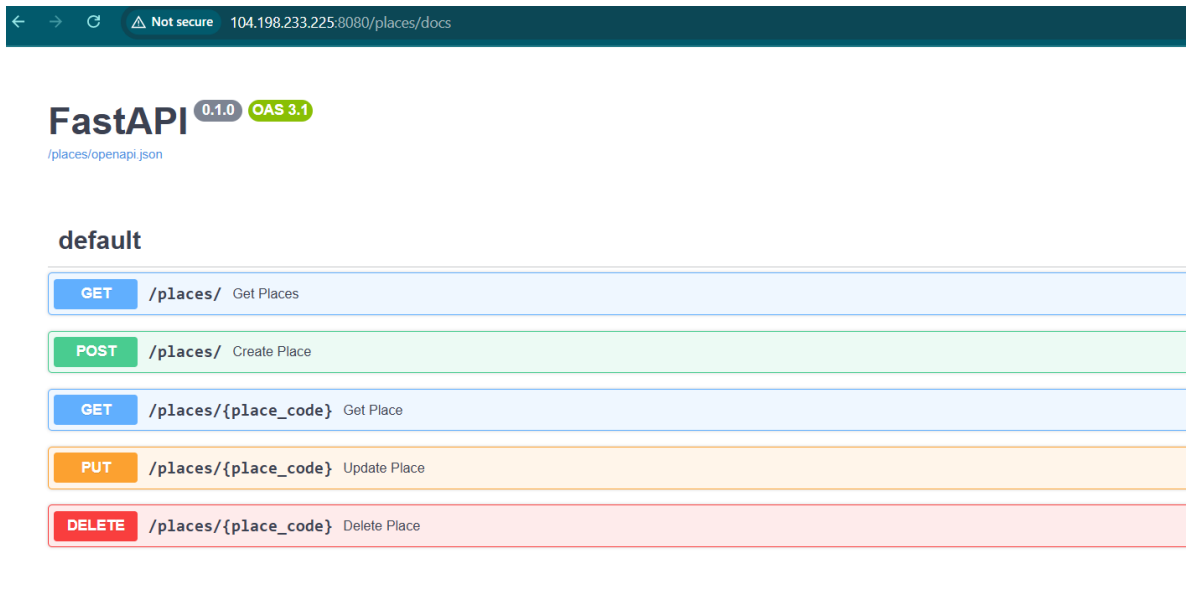 Not secure 104.198.233.225:8080/places/docs
FastAPI 0.1.0 OAS 3.1
/places/openapi.json
default
GET /places/ Get Places
POST /places/ Create Place
GET /places/{place_code} Get Place
PUT /places/{place_code} Update Place
DELETE /places/{place_code} Delete Place